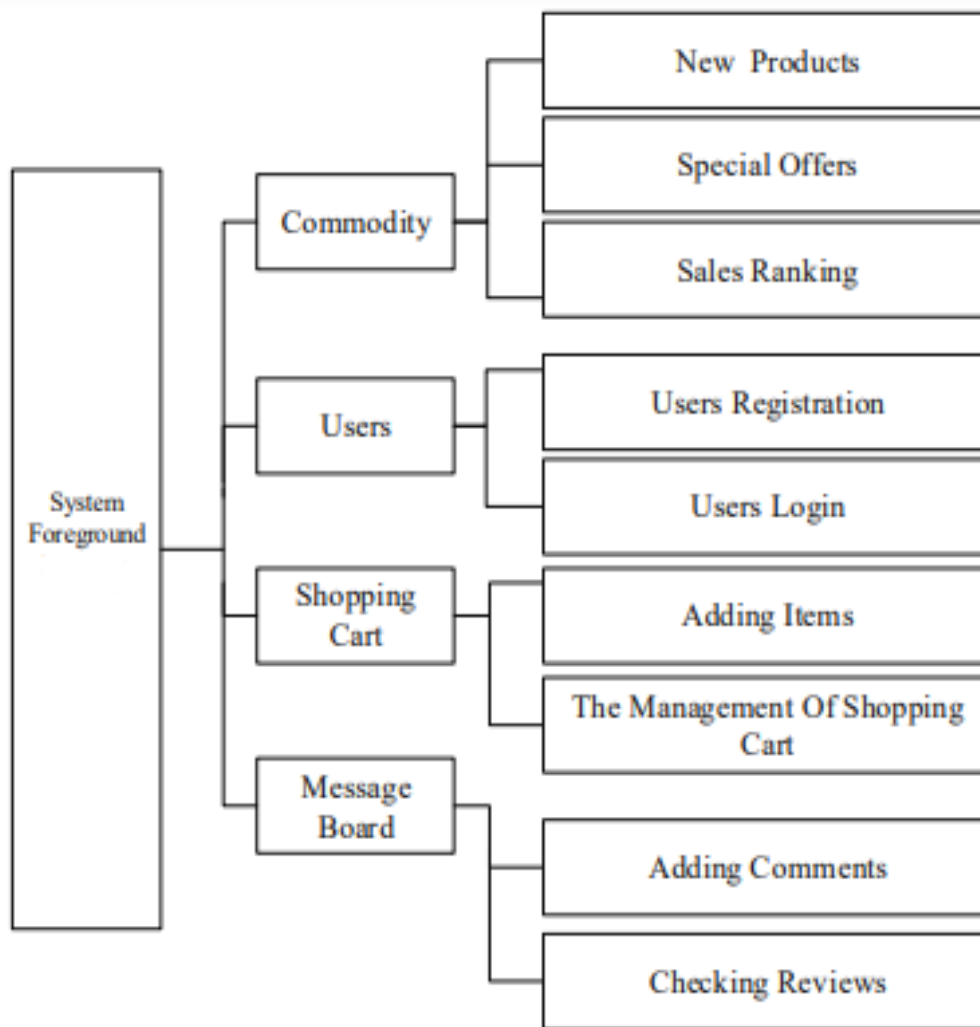 New Products
Special Offers
Commodity
Sales Ranking
Users Registration
Users
Users Login
System
Foreground
Shopping
Cart
Adding Items
The Management Of Shopping
Cart
Message
Board
Adding Comments
Checking Reviews